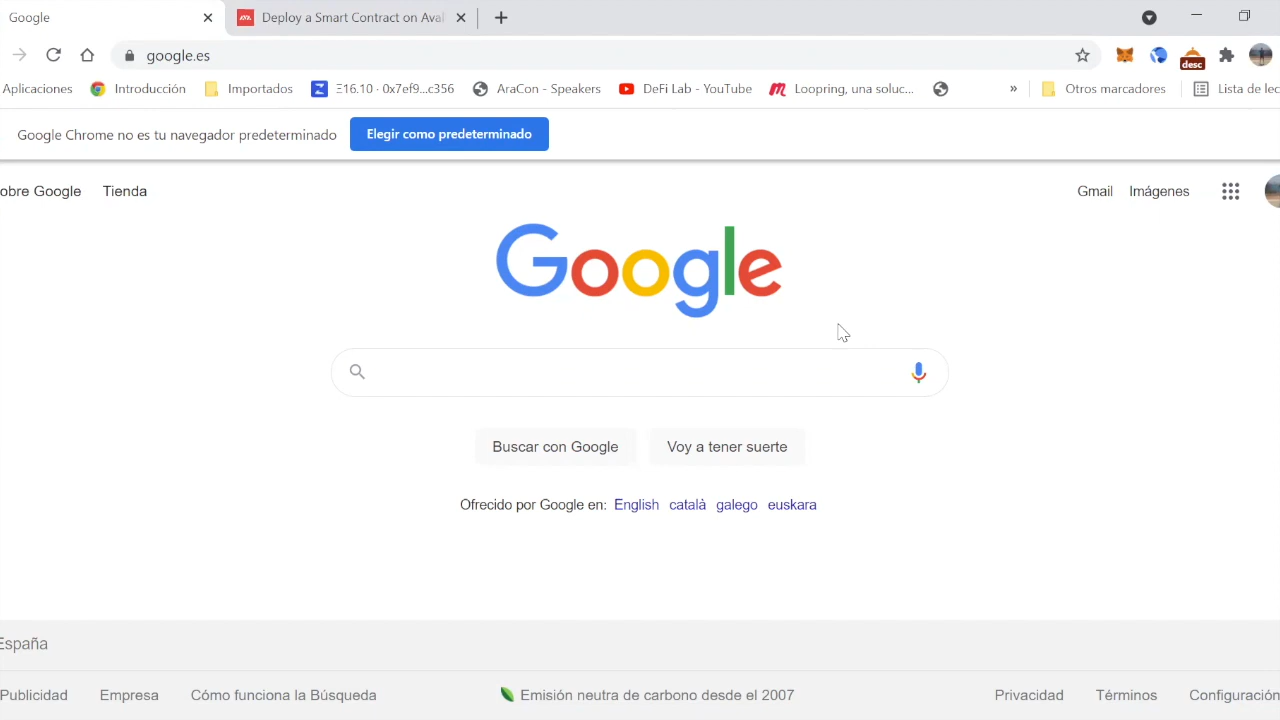 Google
Deploy a Smart Contract on Aval
google.es
desc
Aplicaciones
Introducción
Importados
Ξ16.10 · 0x7ef9...c356
AraCon - Speakers
DeFi Lab - YouTube
Loopring, una soluc...
»
Otros marcadores
Lista de lec
Google Chrome no es tu navegador predeterminado
Elegir como predeterminado
obre Google
Tienda
Gmail
Imágenes
Google
Buscar con Google
Voy a tener suerte
Ofrecido por Google en: English català galego euskara
España
Publicidad
Empresa
Cómo funciona la Búsqueda
Emisión neutra de carbono desde el 2007
Privacidad
Términos
Configuración